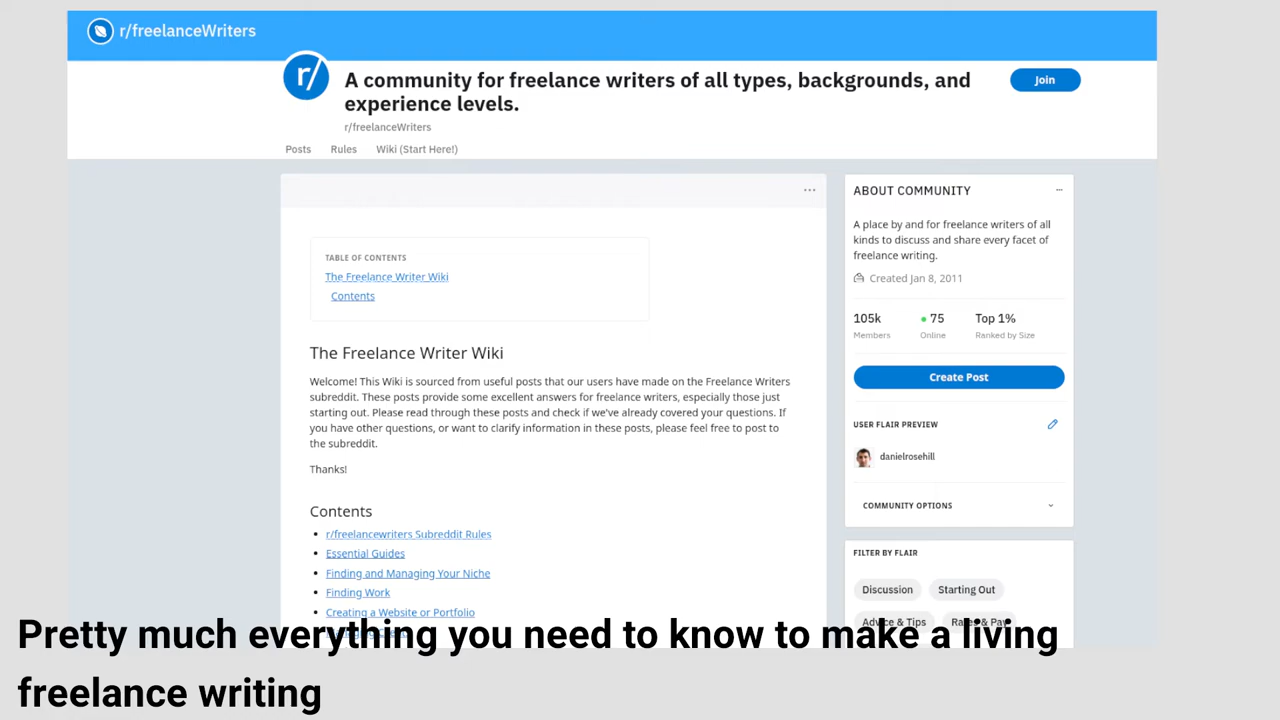 r/freelanceWriters
r/
A community for freelance writers of all types, backgrounds, and
experience levels.
Join
r/freelanceWriters
Posts Rules Wiki (Start Here!)
TABLE OF CONTENTS
The Freelance Writer Wiki
Contents
The Freelance Writer Wiki
Welcome! This Wiki is sourced from useful posts that our users have made on the Freelance Writers
subreddit. These posts provide some excellent answers for freelance writers, especially those just
starting out. Please read through these posts and check if we've already covered your questions. If
you have other questions, or want to clarify information in these posts, please feel free to post to
the subreddit.
Thanks!
Contents
r/freelancewriters Subreddit Rules
Essential Guides
Finding and Managing Your Niche
Finding Work
Creating a Website or Portfolio
ABOUT COMMUNITY
A place by and for freelance writers of all
kinds to discuss and share every facet of
freelance writing.
Created Jan 8, 2011
105k 75 Top 1%
Members Online Ranked by Size
Create Post
USER FLAIR PREVIEW
danielrosehill
COMMUNITY OPTIONS
FILTER BY FLAIR
Discussion Starting Out
Advice & Tips Rates & Pay
Pretty much everything you need to know to make a living
freelance writing